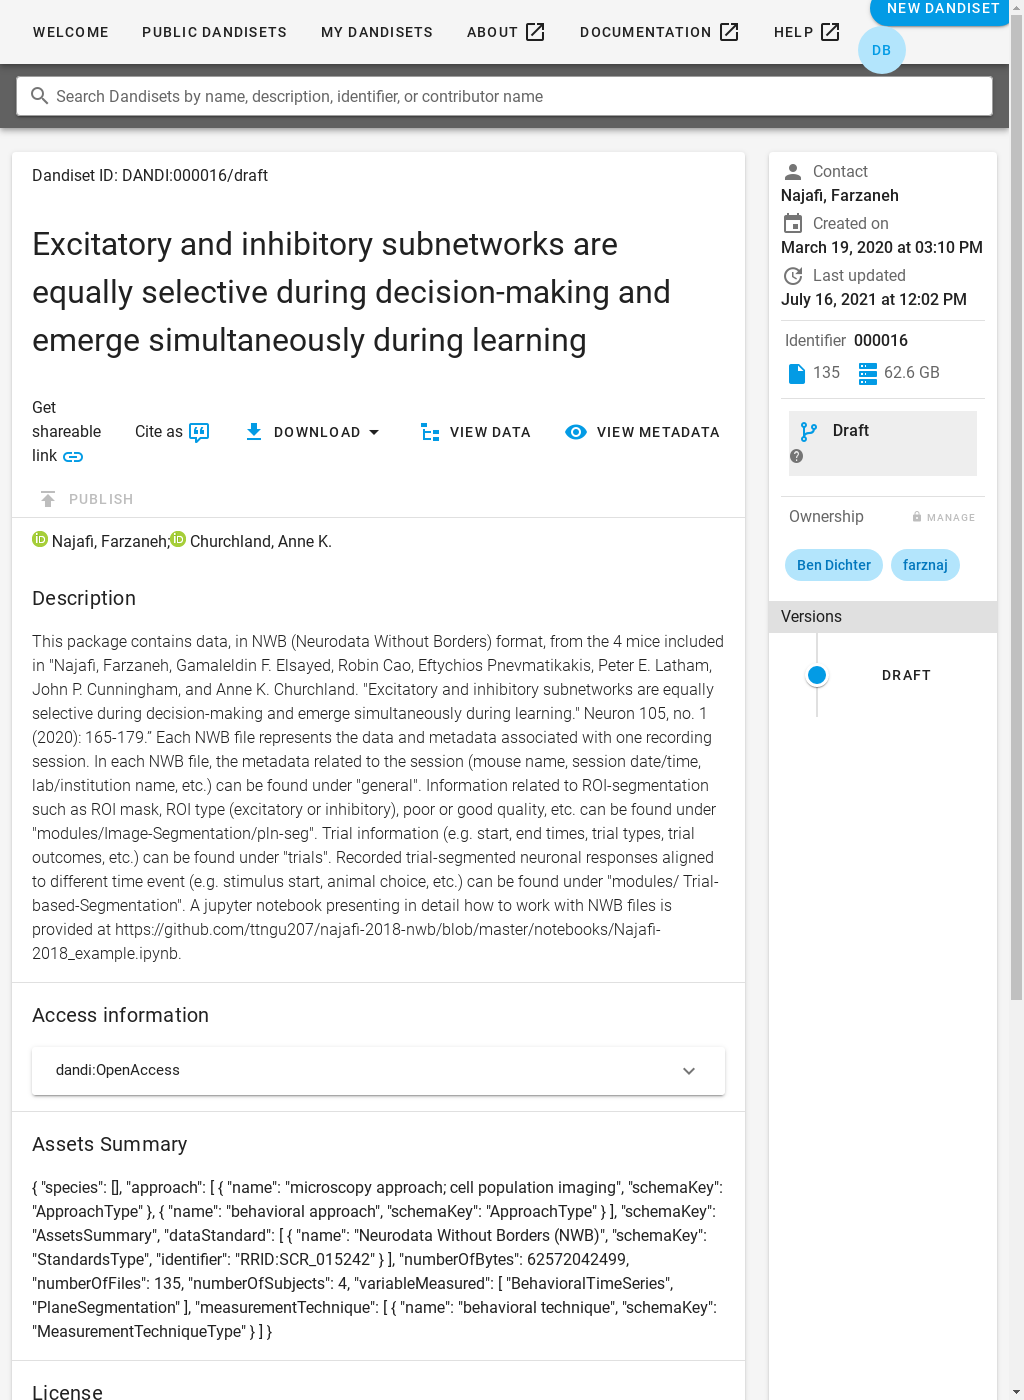 WELCOME
PUBLIC DANDISETS
MY DANDISETS
ABOUT
DOCUMENTATION
HELP
NEW DANDISET
DB
Search Dandisets by name, description, identifier, or contributor name
Dandiset ID: DANDI:000016/draft
Excitatory and inhibitory subnetworks are
equally selective during decision-making and
emerge simultaneously during learning
Get
shareable
link
Cite as
DOWNLOAD
VIEW DATA
VIEW METADATA
PUBLISH
iD Najafi, Farzaneh;iD Churchland, Anne K.
Description
This package contains data, in NWB (Neurodata Without Borders) format, from the 4 mice included
in "Najafi, Farzaneh, Gamaleldin F. Elsayed, Robin Cao, Eftychios Pnevmatikakis, Peter E. Latham,
John P. Cunningham, and Anne K. Churchland. "Excitatory and inhibitory subnetworks are equally
selective during decision-making and emerge simultaneously during learning." Neuron 105, no. 1
(2020): 165-179.” Each NWB file represents the data and metadata associated with one recording
session. In each NWB file, the metadata related to the session (mouse name, session date/time,
lab/institution name, etc.) can be found under "general". Information related to ROI-segmentation
such as ROI mask, ROI type (excitatory or inhibitory), poor or good quality, etc. can be found under
"modules/Image-Segmentation/pln-seg". Trial information (e.g. start, end times, trial types, trial
outcomes, etc.) can be found under "trials". Recorded trial-segmented neuronal responses aligned
to different time event (e.g. stimulus start, animal choice, etc.) can be found under "modules/ Trial-
based-Segmentation". A jupyter notebook presenting in detail how to work with NWB files is
provided at https://github.com/ttngu207/najafi-2018-nwb/blob/master/notebooks/Najafi-
2018_example.ipynb.
Access information
dandi:OpenAccess
Assets Summary
{ "species": [], "approach": [ { "name": "microscopy approach; cell population imaging", "schemaKey":
"ApproachType" }, { "name": "behavioral approach", "schemaKey": "ApproachType" } ], "schemaKey":
"AssetsSummary", "dataStandard": [ { "name": "Neurodata Without Borders (NWB)", "schemaKey":
"StandardsType", "identifier": "RRID:SCR_015242" } ], "numberOfBytes": 62572042499,
"numberOfFiles": 135, "numberOfSubjects": 4, "variableMeasured": [ "BehavioralTimeSeries",
"PlaneSegmentation" ], "measurementTechnique": [ { "name": "behavioral technique", "schemaKey":
"MeasurementTechniqueType" } ] }
License
Contact
Najafi, Farzaneh
Created on
March 19, 2020 at 03:10 PM
Last updated
July 16, 2021 at 12:02 PM
Identifier 000016
135
62.6 GB
Draft
Ownership
MANAGE
Ben Dichter
farznaj
Versions
DRAFT